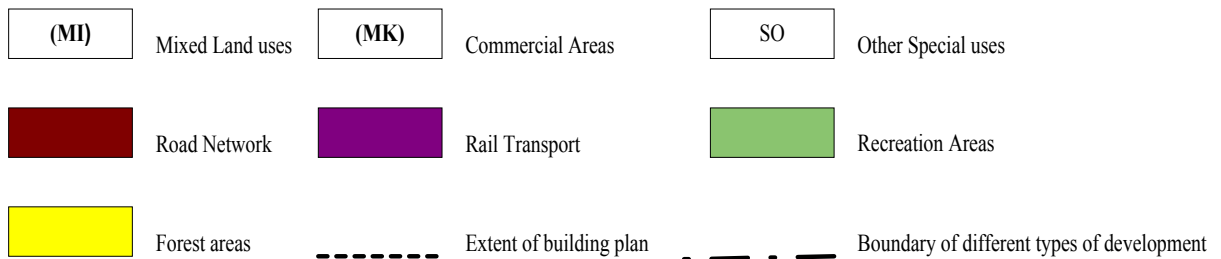 (MI) Mixed Land uses (MK) Commercial Areas SO Other Special uses
Road Network Rail Transport Recreation Areas
Forest areas Extent of building plan Boundary of different types of development